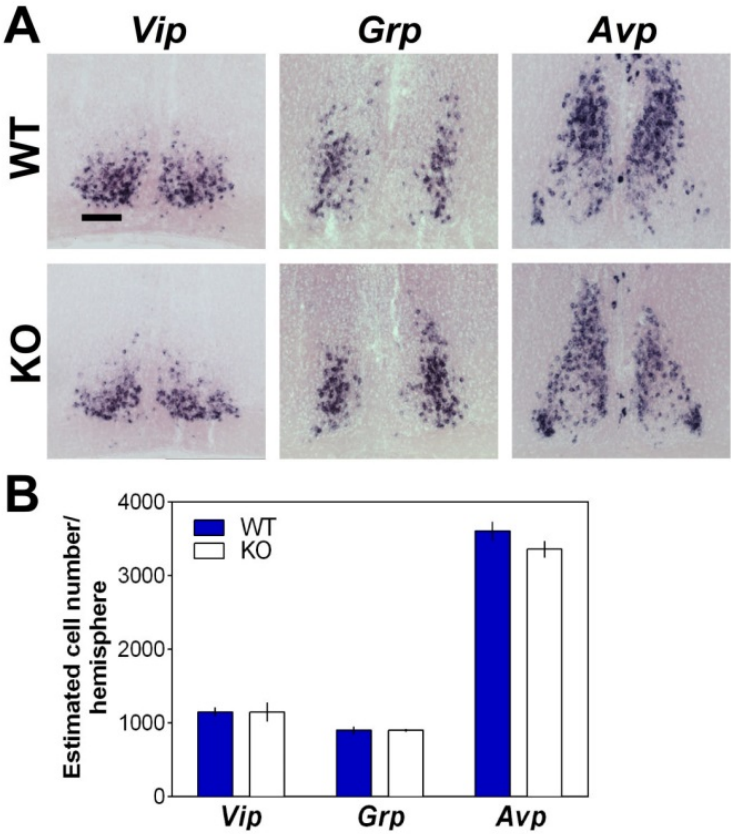 A
Vip Grp Avp
WT
KO
B
Estimated cell number/
hemisphere
4000
3000
2000
1000
0
WT
KO
Vip Grp Avp